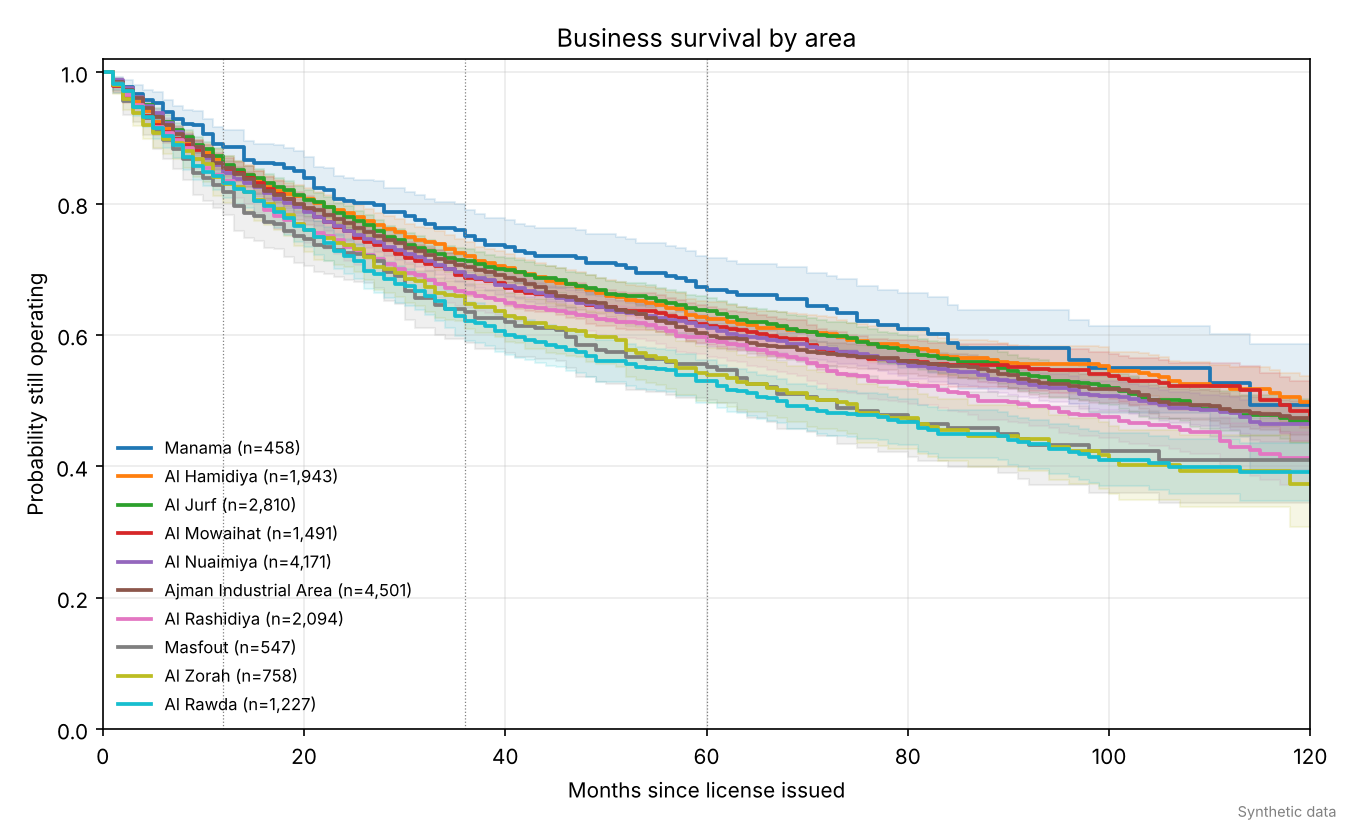 Business survival by area
Probability still operating
1.0
0.8
0.6
0.4
0.2
0.0
Manama (n=458)
Al Hamidiya (n=1,943)
Al Jurf (n=2,810)
Al Mowaihat (n=1,491)
Al Nuaimiya (n=4,171)
Ajman Industrial Area (n=4,501)
Al Rashidiya (n=2,094)
Masfout (n=547)
Al Zorah (n=758)
Al Rawda (n=1,227)
0 20 40 60 80 100 120
Months since license issued
Synthetic data